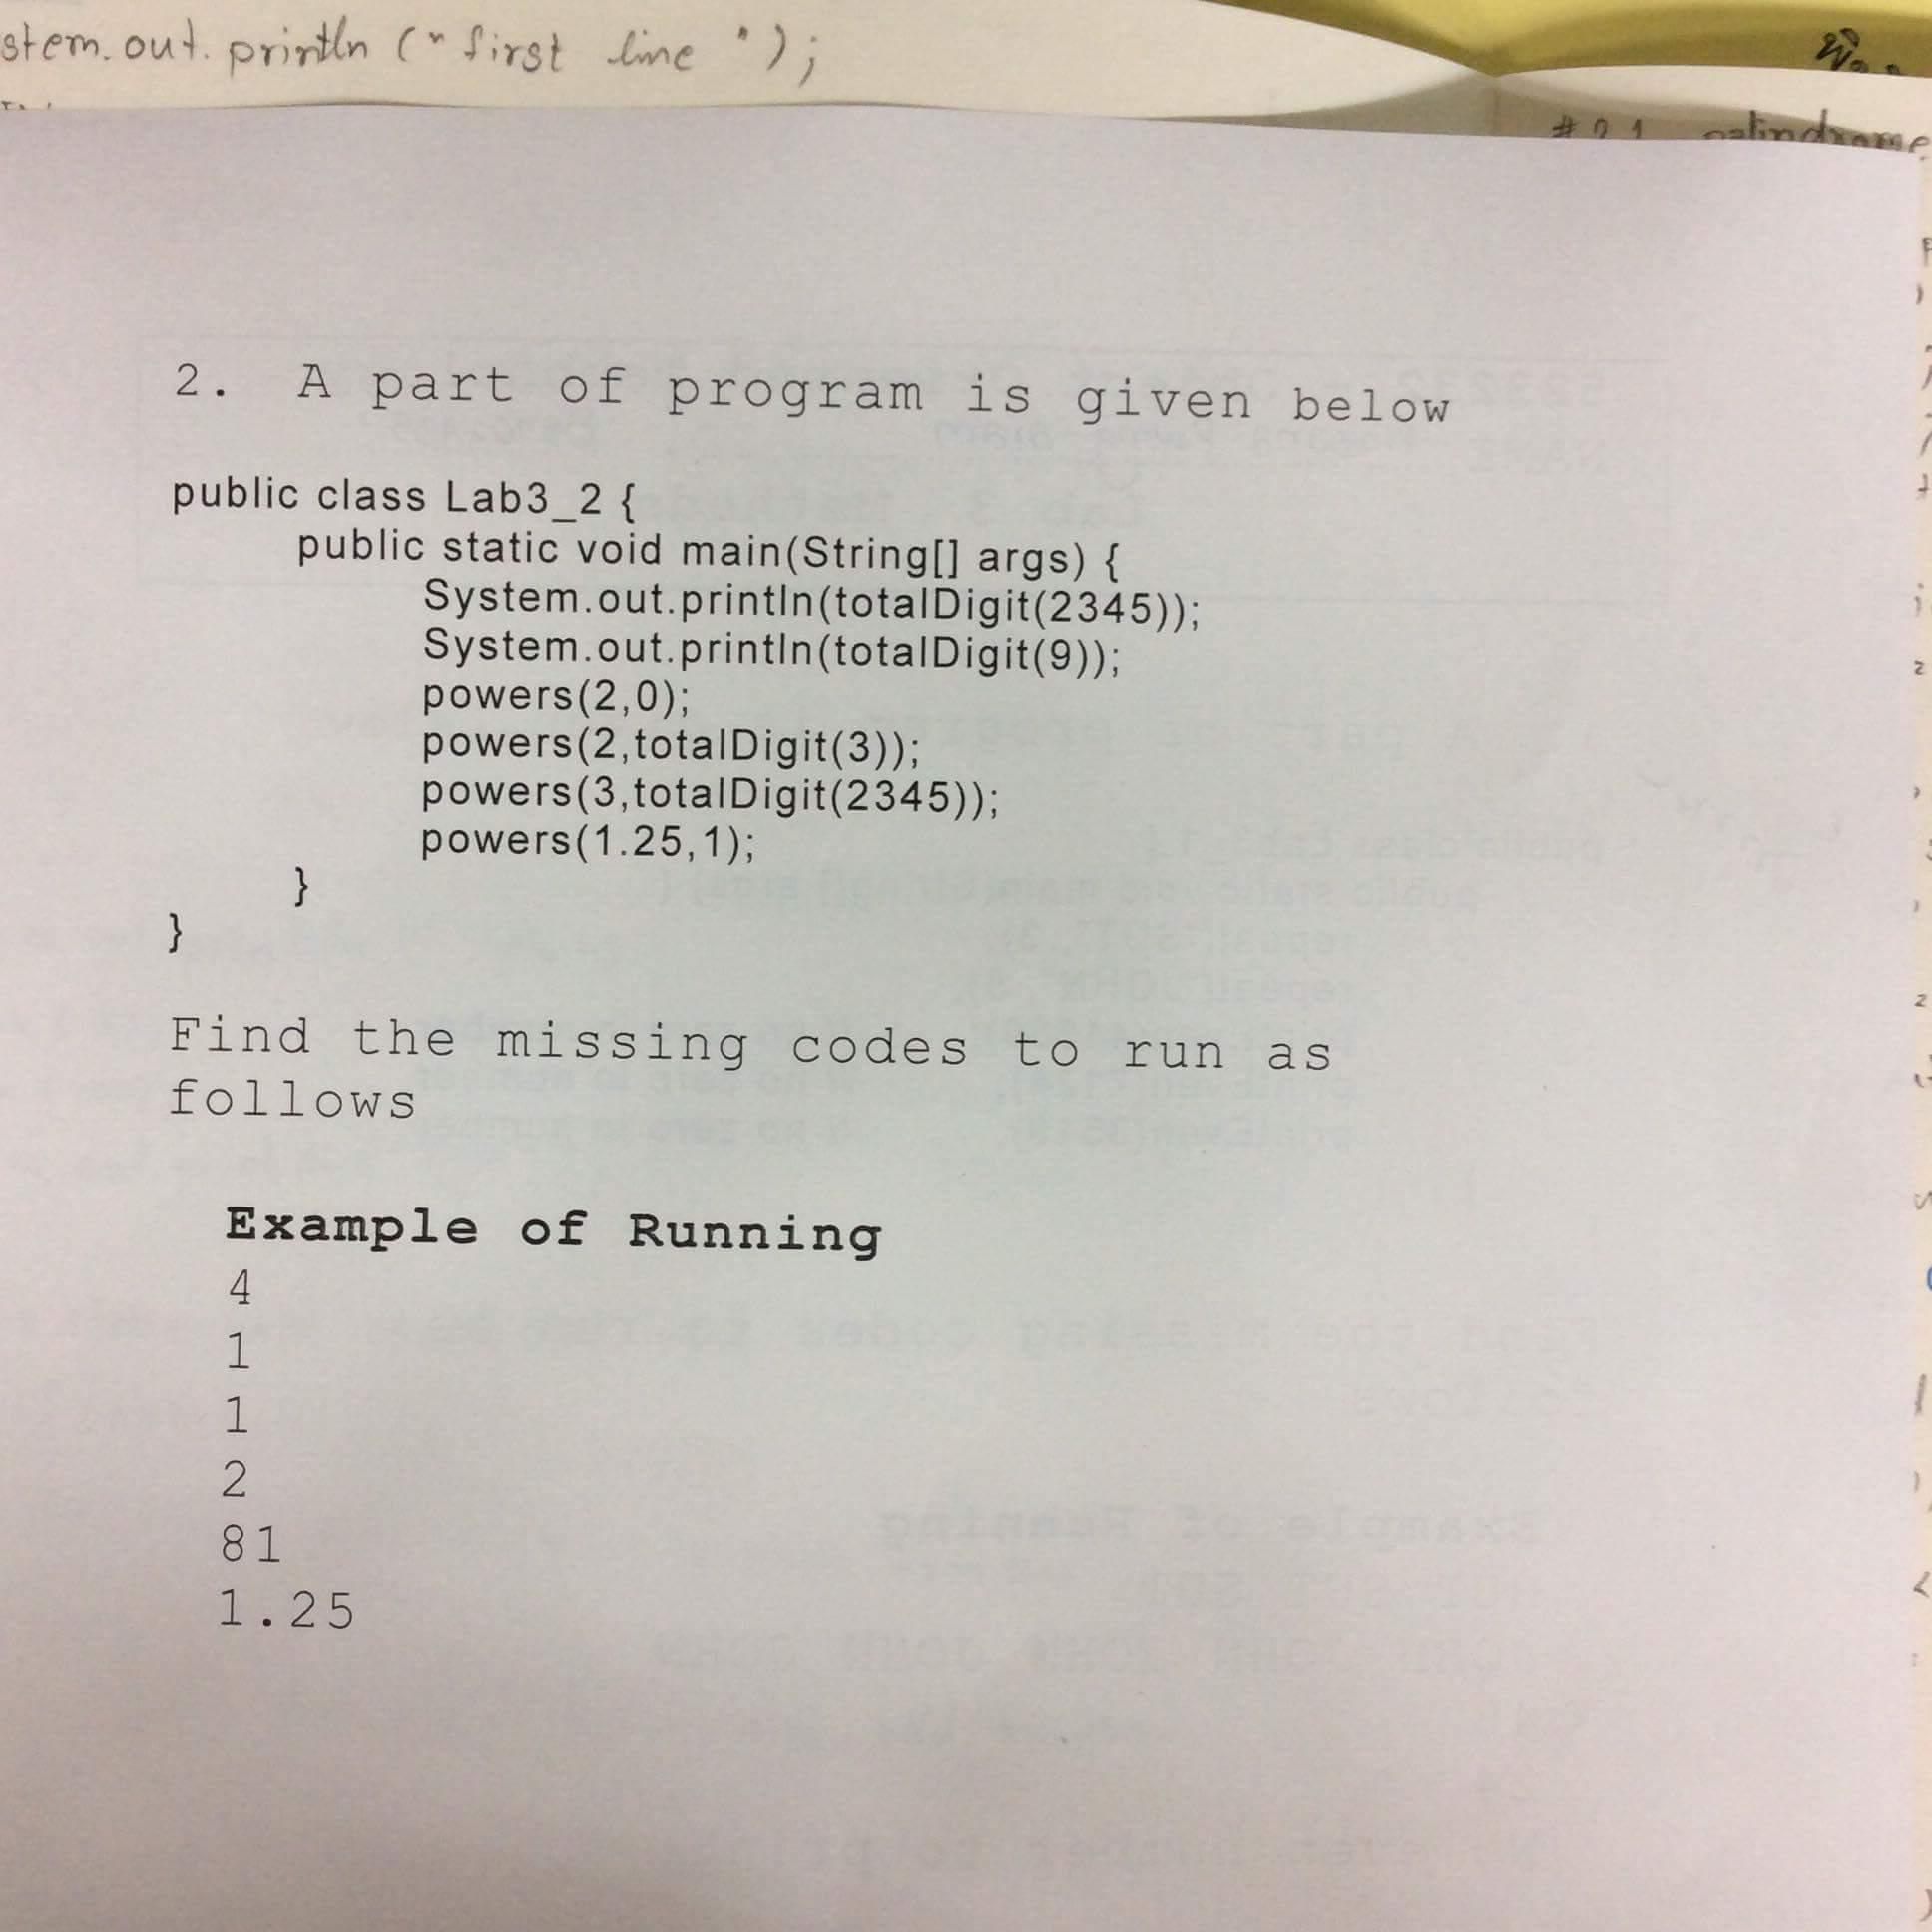 stem.out.println ("first line");
palindrome
2. A part of program is given below
public class Lab3_2 {
public static void main(String[] args) {
System.out.println(totalDigit(2345));
System.out.println(totalDigit(9));
powers(2,0);
powers(2,totalDigit(3));
powers(3,totalDigit(2345));
powers(1.25,1);
}
}
Find the missing codes to run as
follows
Example of Running
4
1
1
2
81
1.25